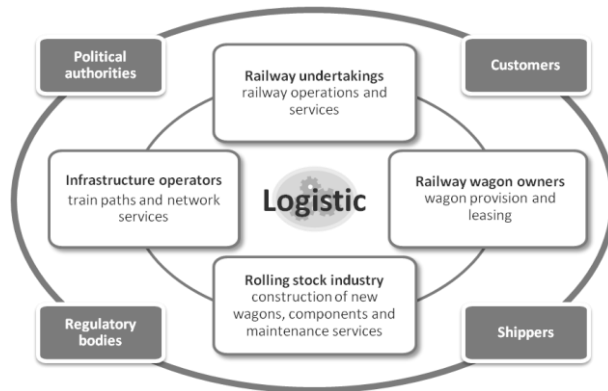 Political
authorities
Railway undertakings
railway operations and
services
Customers
Infrastructure operators
train paths and network
services
Logistic
Railway wagon owners
wagon provision and
leasing
Rolling stock industry
construction of new
wagons, components and
maintenance services
Regulatory
bodies
Shippers